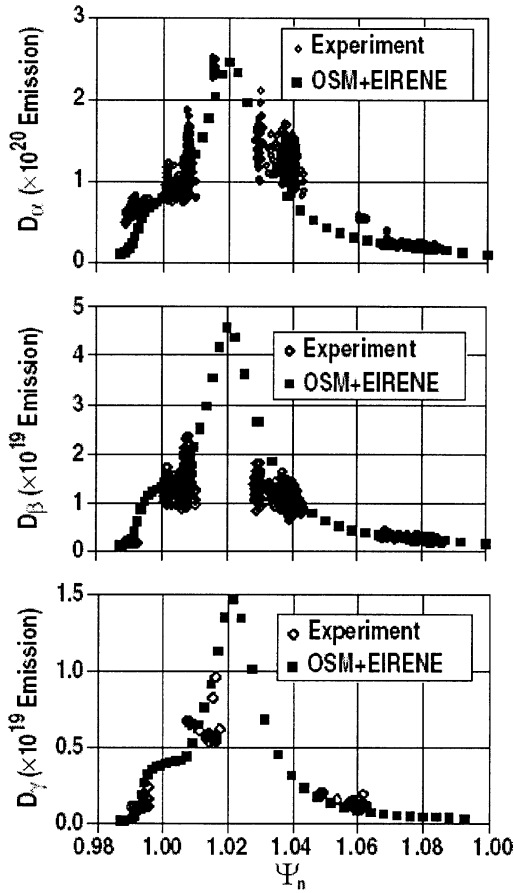 3
2
1
0
Dα (×10²⁰ Emission)
Experiment
OSM+EIRENE
5
4
3
2
1
0
Dβ (×10¹⁹ Emission)
Experiment
OSM+EIRENE
1.5
1.0
0.5
0.0
Dγ (×10¹⁹ Emission)
Experiment
OSM+EIRENE
0.98 1.00 1.02 1.04 1.06 1.08 1.00
Ψn